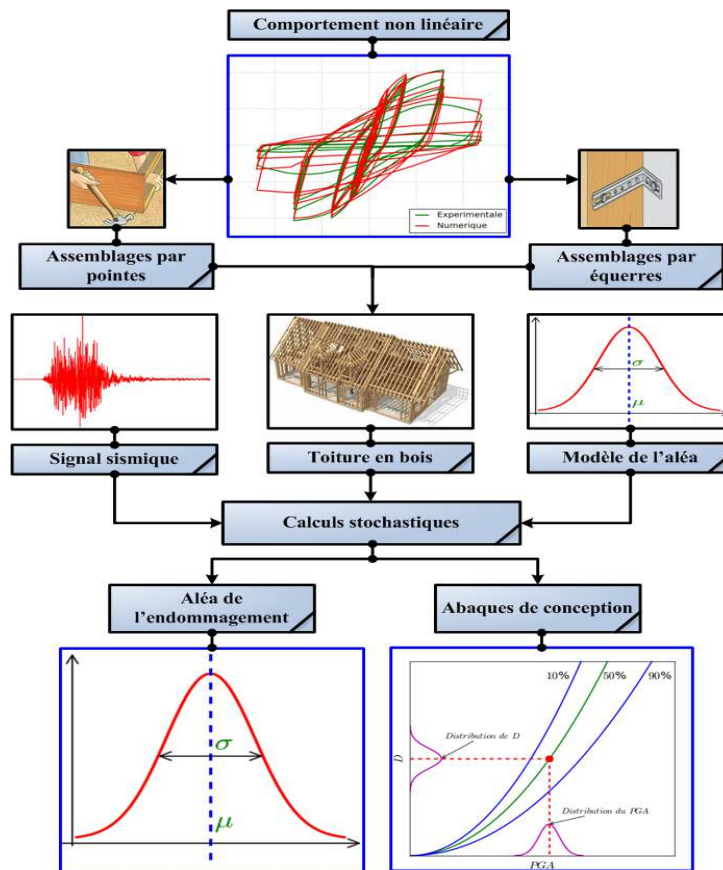 Comportement non linéaire
Experimentale
Numerique
Assemblages par
pointes
Assemblages par
équerres
σ
μ
Signal sismique
Toiture en bois
Modèle de l'aléa
Calculs stochastiques
Aléa de
l'endommagement
Abaques de conception
σ
μ
10%
50%
90%
Distribution de D
D
Distribution du PGA
PGA